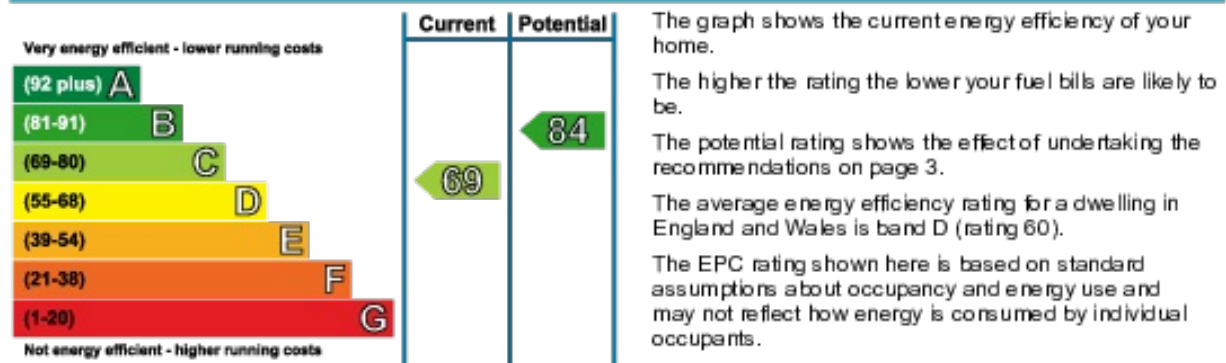 Very energy efficient - lower running costs
(92 plus) A
(81-91) B
(69-80) C
(55-68) D
(39-54) E
(21-38) F
(1-20) G
Not energy efficient - higher running costs
Current Potential
69
84
The graph shows the current energy efficiency of your
home.
The higher the rating the lower your fuel bills are likely to
be.
The potential rating shows the effect of undertaking the
recommendations on page 3.
The average energy efficiency rating for a dwelling in
England and Wales is band D (rating 60).
The EPC rating shown here is based on standard
assumptions about occupancy and energy use and
may not reflect how energy is consumed by individual
occupants.